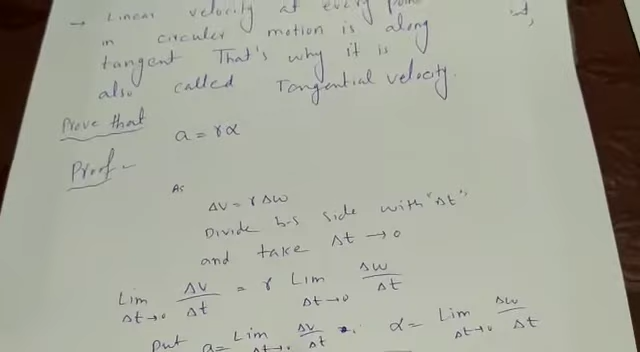 → Linear velocity at every point
in circular motion is along
tangent That's why it is
also called Tangential velocity.
Prove that
a = rα
Proof -
As
Δv = r Δω
Divide b-s side with "Δt"
and take Δt → 0
Lim Δt→0 Δv/Δt = r Lim Δt→0 Δω/Δt
Put a = Lim Δt→0 Δv/Δt . α = Lim Δt→0 Δω/Δt